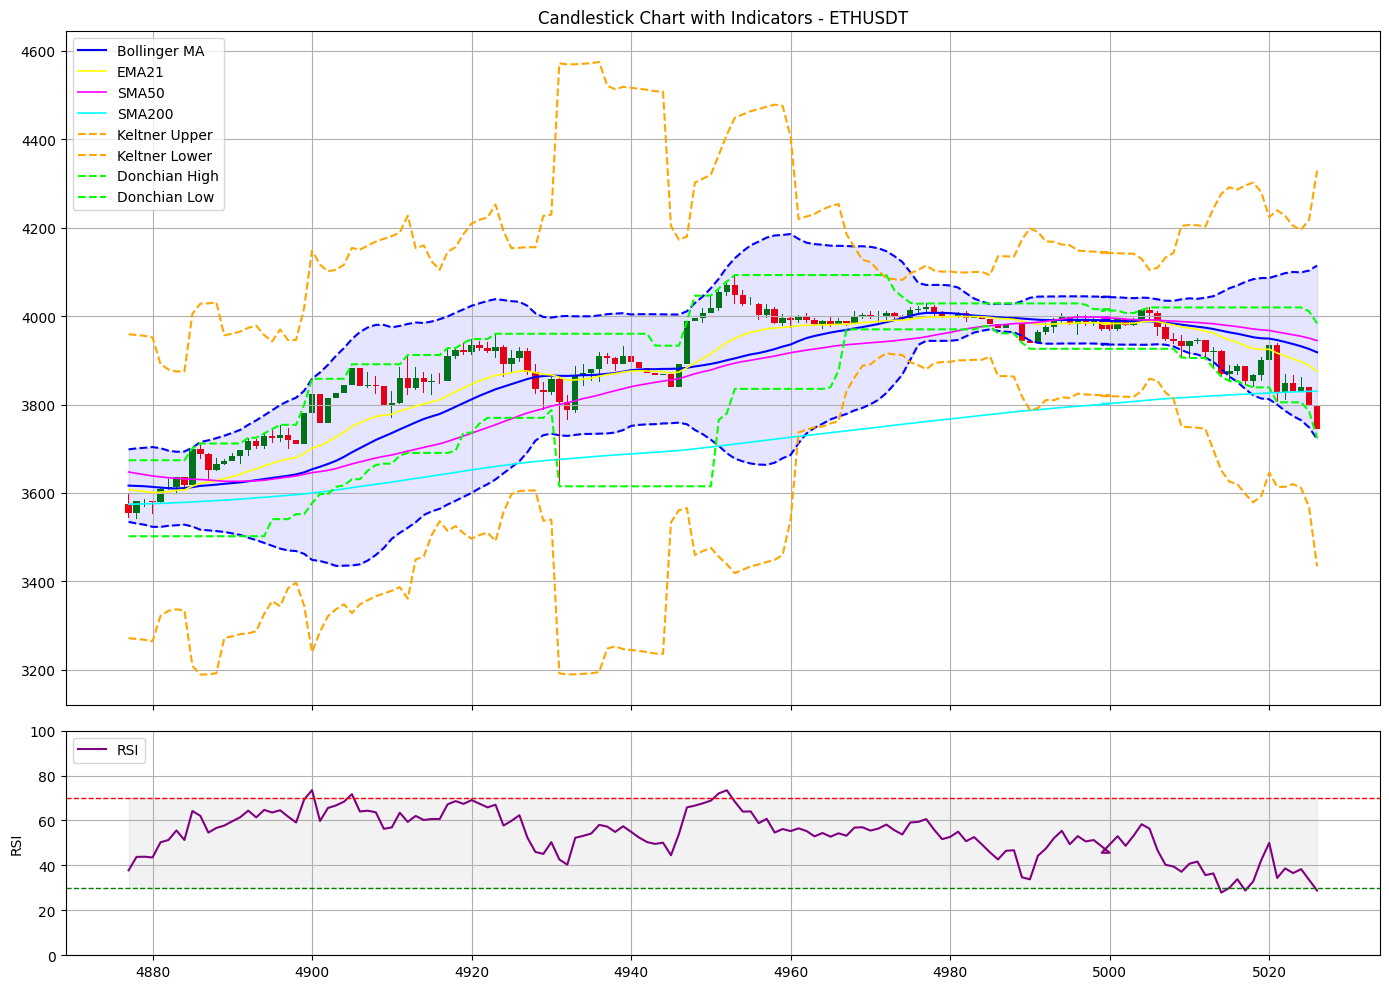 Candlestick Chart with Indicators - ETHUSDT
4600
4400
4200
4000
3800
3600
3400
3200
Bollinger MA
EMA21
SMA50
SMA200
Keltner Upper
Keltner Lower
Donchian High
Donchian Low
RSI
100
80
60
40
20
0
RSI
4880
4900
4920
4940
4960
4980
5000
5020